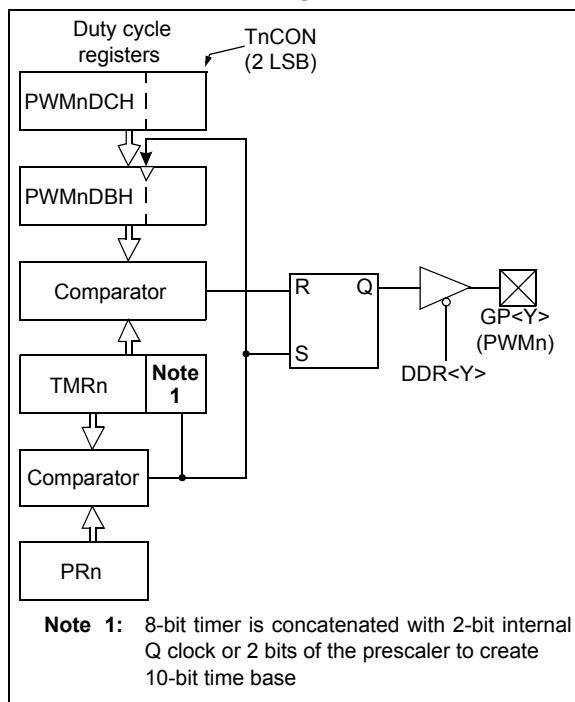 Duty cycle
registers
TnCON
(2 LSB)
PWMnDCH
PWMnDBH
Comparator
R Q
S
GP<Y>
(PWMn)
DDR<Y>
TMRn
Note
1
Comparator
PRn
Note 1: 8-bit timer is concatenated with 2-bit internal
Q clock or 2 bits of the prescaler to create
10-bit time base